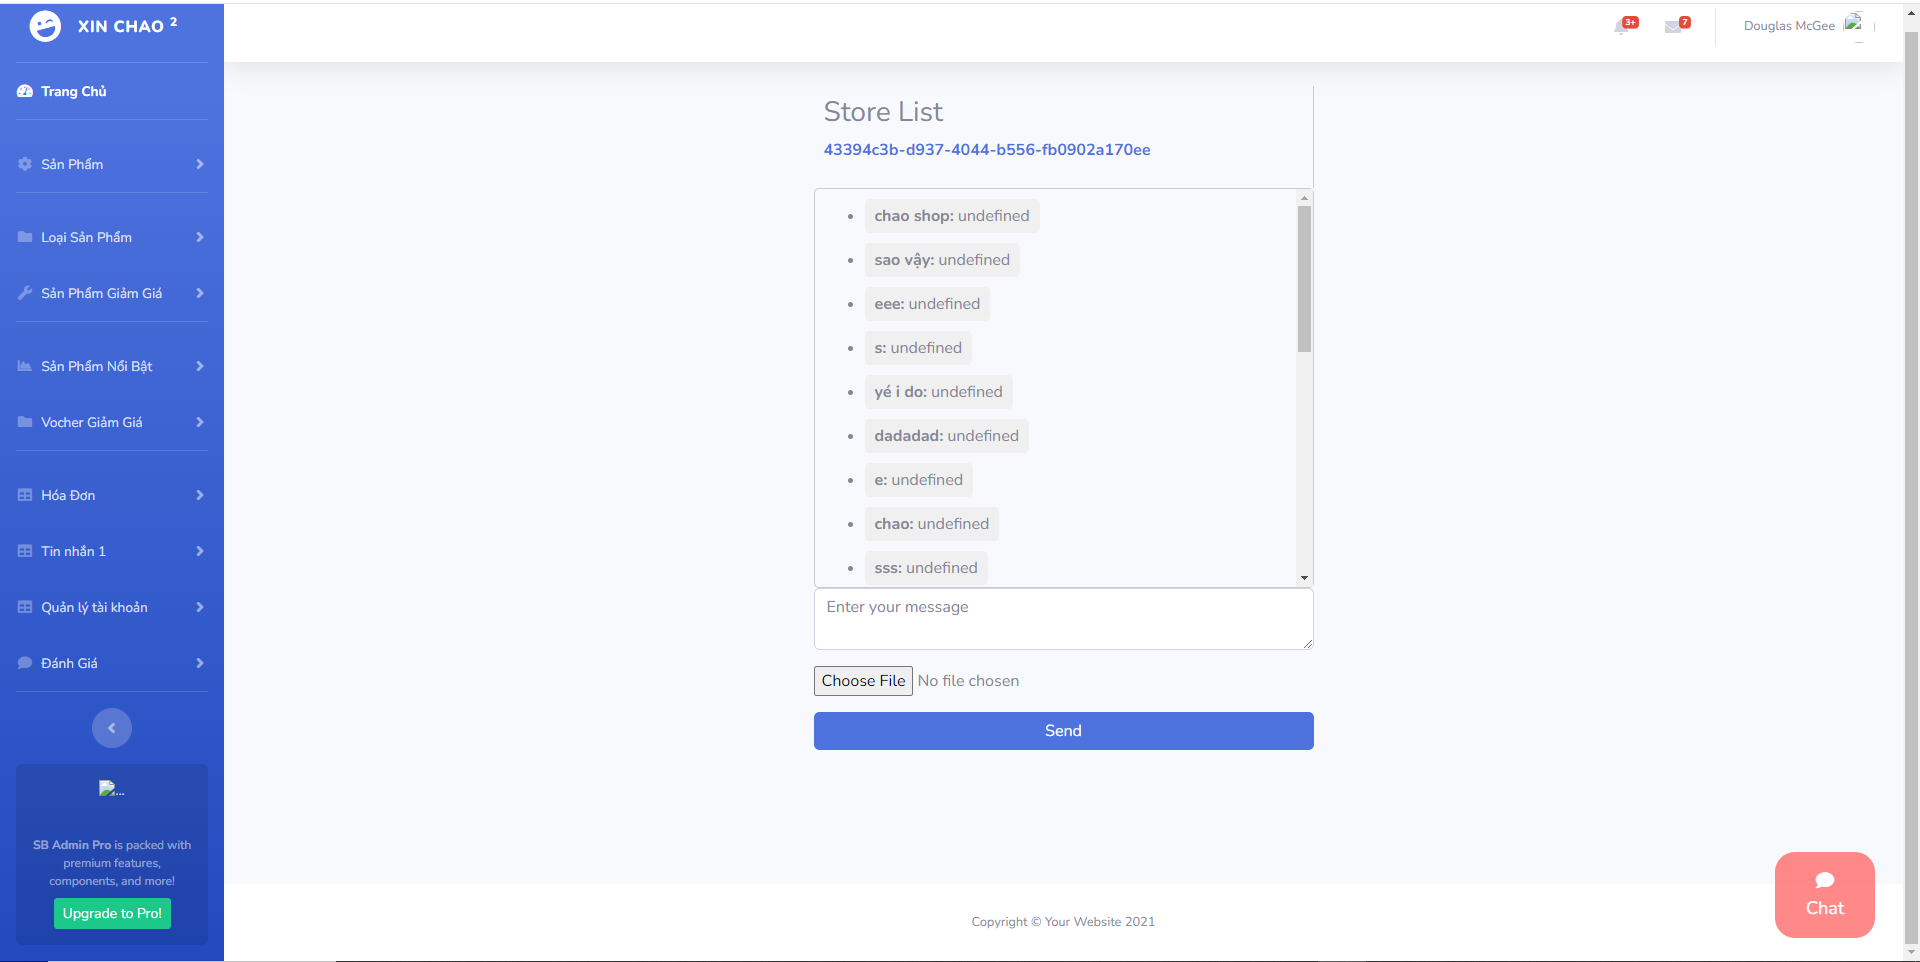 XIN CHAO 2
Trang Chủ
Sản Phẩm
Loại Sản Phẩm
Sản Phẩm Giảm Giá
Sản Phẩm Nổi Bật
Vocher Giảm Giá
Hóa Đơn
Tin nhắn 1
Quản lý tài khoản
Đánh Giá
...
SB Admin Pro is packed with
premium features,
components, and more!
Upgrade to Pro!
3+
7
Douglas McGee
Store List
43394c3b-d937-4044-b556-fb0902a170ee
chao shop: undefined
sao vậy: undefined
eee: undefined
s: undefined
yé i do: undefined
dadadad: undefined
e: undefined
chao: undefined
sss: undefined
Enter your message
Choose File No file chosen
Send
Chat
Copyright © Your Website 2021